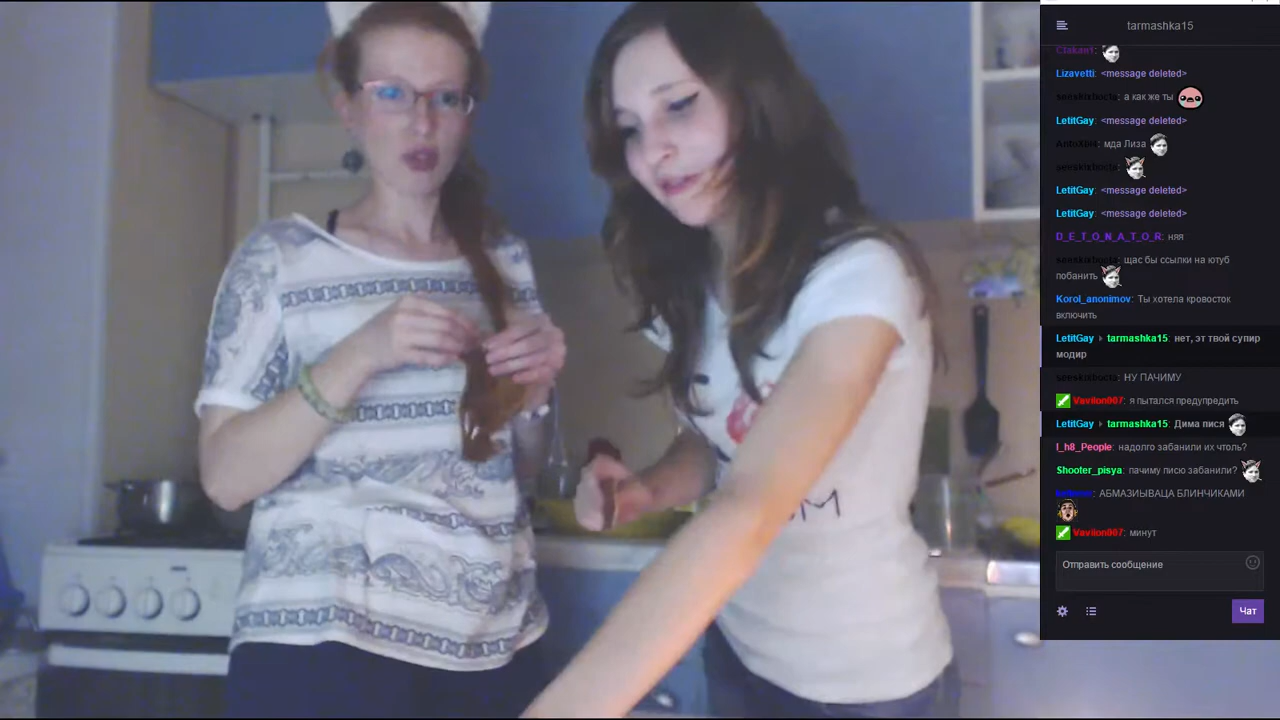 tarmashka15
Lizavetti: <message deleted>
а как же ты
LetitGay: <message deleted>
мда Лиза
LetitGay: <message deleted>
LetitGay: <message deleted>
D_E_T_O_N_A_T_O_R: няя
щас бы ссылки на ютуб
побанить
Korol_anonimov: Ты хотела кровосток
включить
LetitGay tarmashka15: нет, эт твой супир
модир
НУ ПАЧИМУ
Vavilon007: я пытался предупредить
LetitGay tarmashka15: Дима пися
I_h8_People: надолго забанили их чтоль?
Shooter_pisya: пачиму писю забанили?
АБМАЗИЫВАЦА БЛИНЧИКАМИ
Vavilon007: минут
Отправить сообщение
Чат